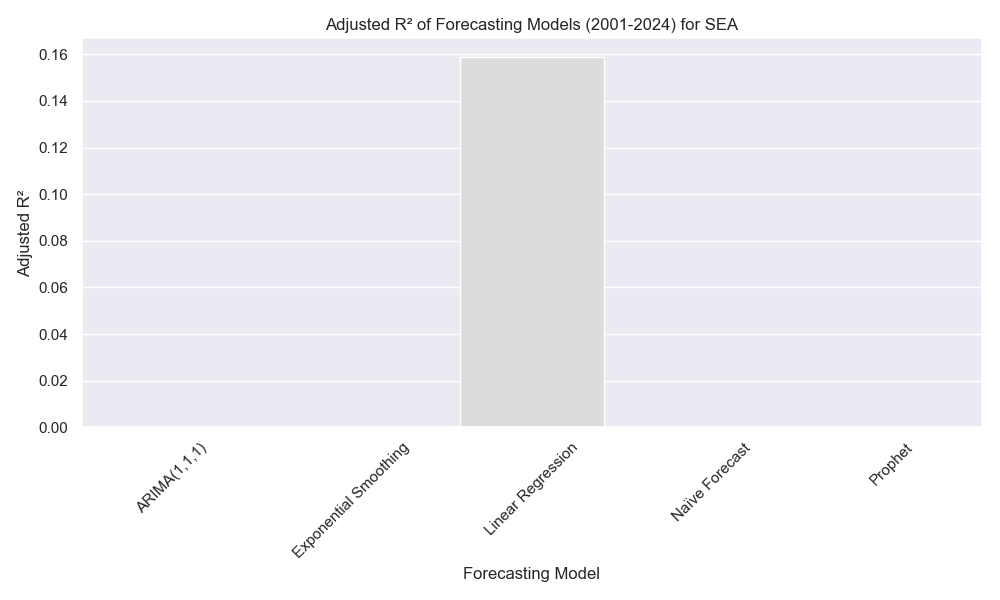 Adjusted R² of Forecasting Models (2001-2024) for SEA
Adjusted R²
0.16
0.14
0.12
0.10
0.08
0.06
0.04
0.02
0.00
ARIMA(1,1,1)
Exponential Smoothing
Linear Regression
Naïve Forecast
Prophet
Forecasting Model